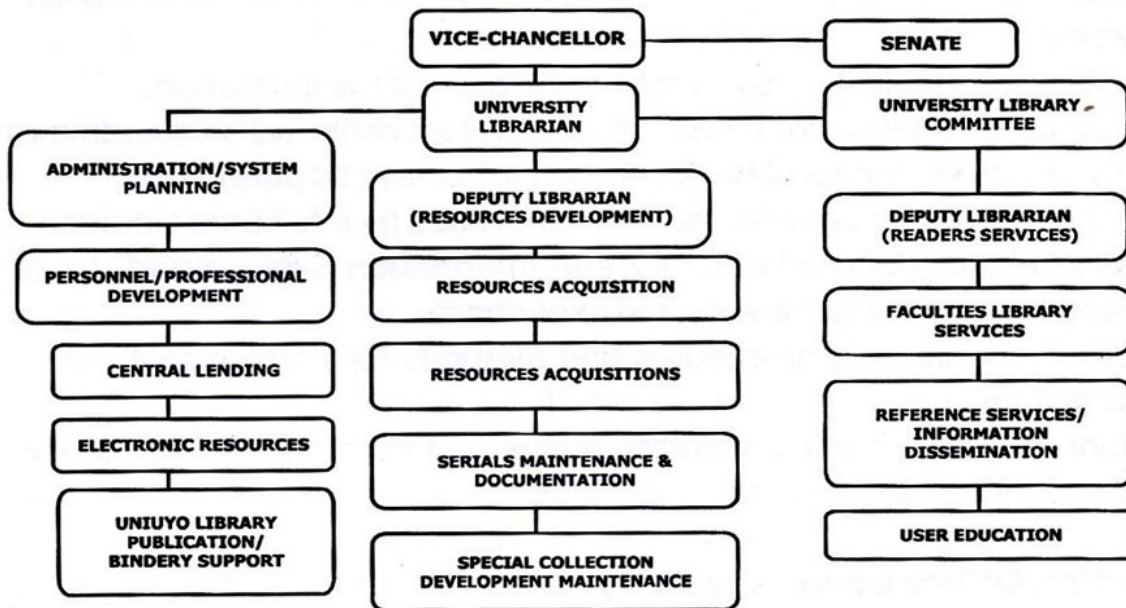 VICE-CHANCELLOR
SENATE
UNIVERSITY
LIBRARIAN
UNIVERSITY LIBRARY
COMMITTEE
ADMINISTRATION/SYSTEM
PLANNING
PERSONNEL/PROFESSIONAL
DEVELOPMENT
CENTRAL LENDING
ELECTRONIC RESOURCES
UNIUYO LIBRARY
PUBLICATION/
BINDERY SUPPORT
DEPUTY LIBRARIAN
(RESOURCES DEVELOPMENT)
RESOURCES ACQUISITION
RESOURCES ACQUISITIONS
SERIALS MAINTENANCE &
DOCUMENTATION
SPECIAL COLLECTION
DEVELOPMENT MAINTENANCE
DEPUTY LIBRARIAN
(READERS SERVICES)
FACULTIES LIBRARY
SERVICES
REFERENCE SERVICES/
INFORMATION
DISSEMINATION
USER EDUCATION